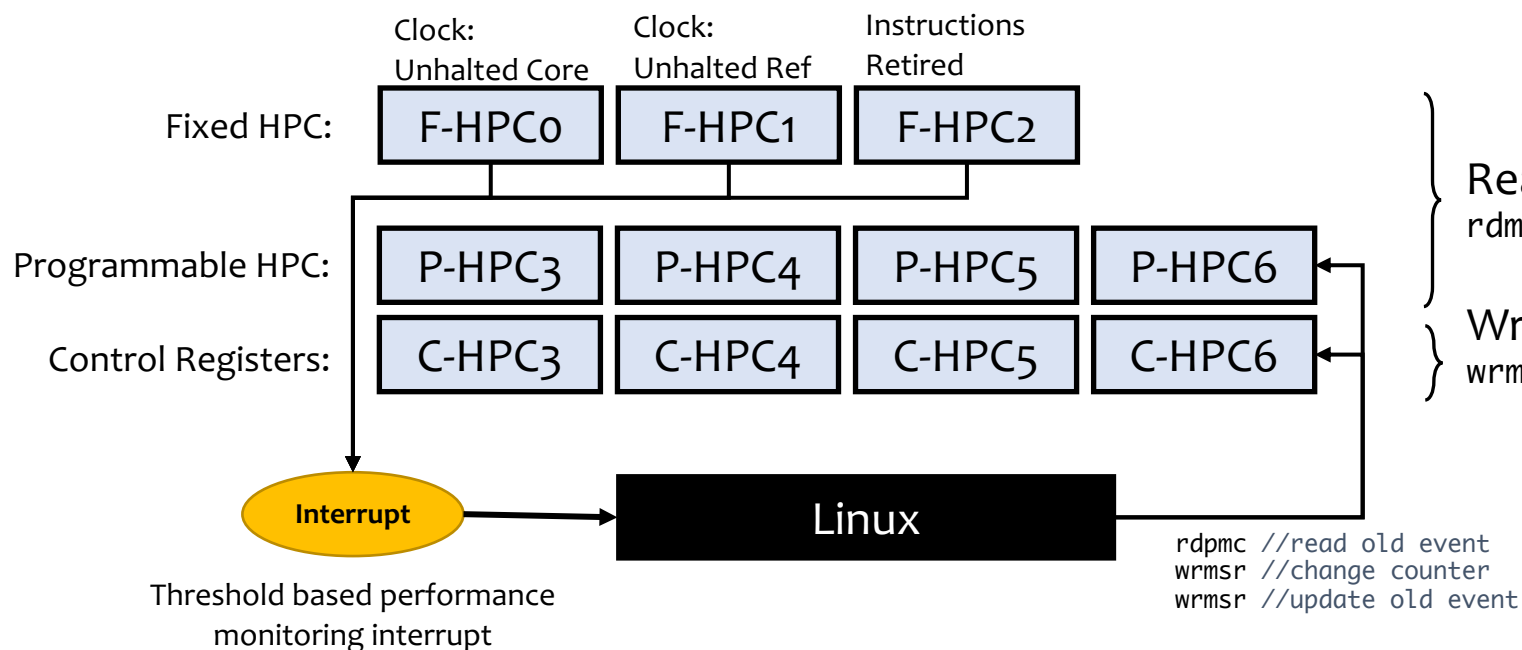 Clock:
Unhalted Core
Clock:
Unhalted Ref
Instructions
Retired
Fixed HPC:
F-HPC0
F-HPC1
F-HPC2
Programmable HPC:
P-HPC3
P-HPC4
P-HPC5
P-HPC6
Control Registers:
C-HPC3
C-HPC4
C-HPC5
C-HPC6
Interrupt
Linux
rdpmc //read old event
wrmsr //change counter
wrmsr //update old event
Threshold based performance
monitoring interrupt